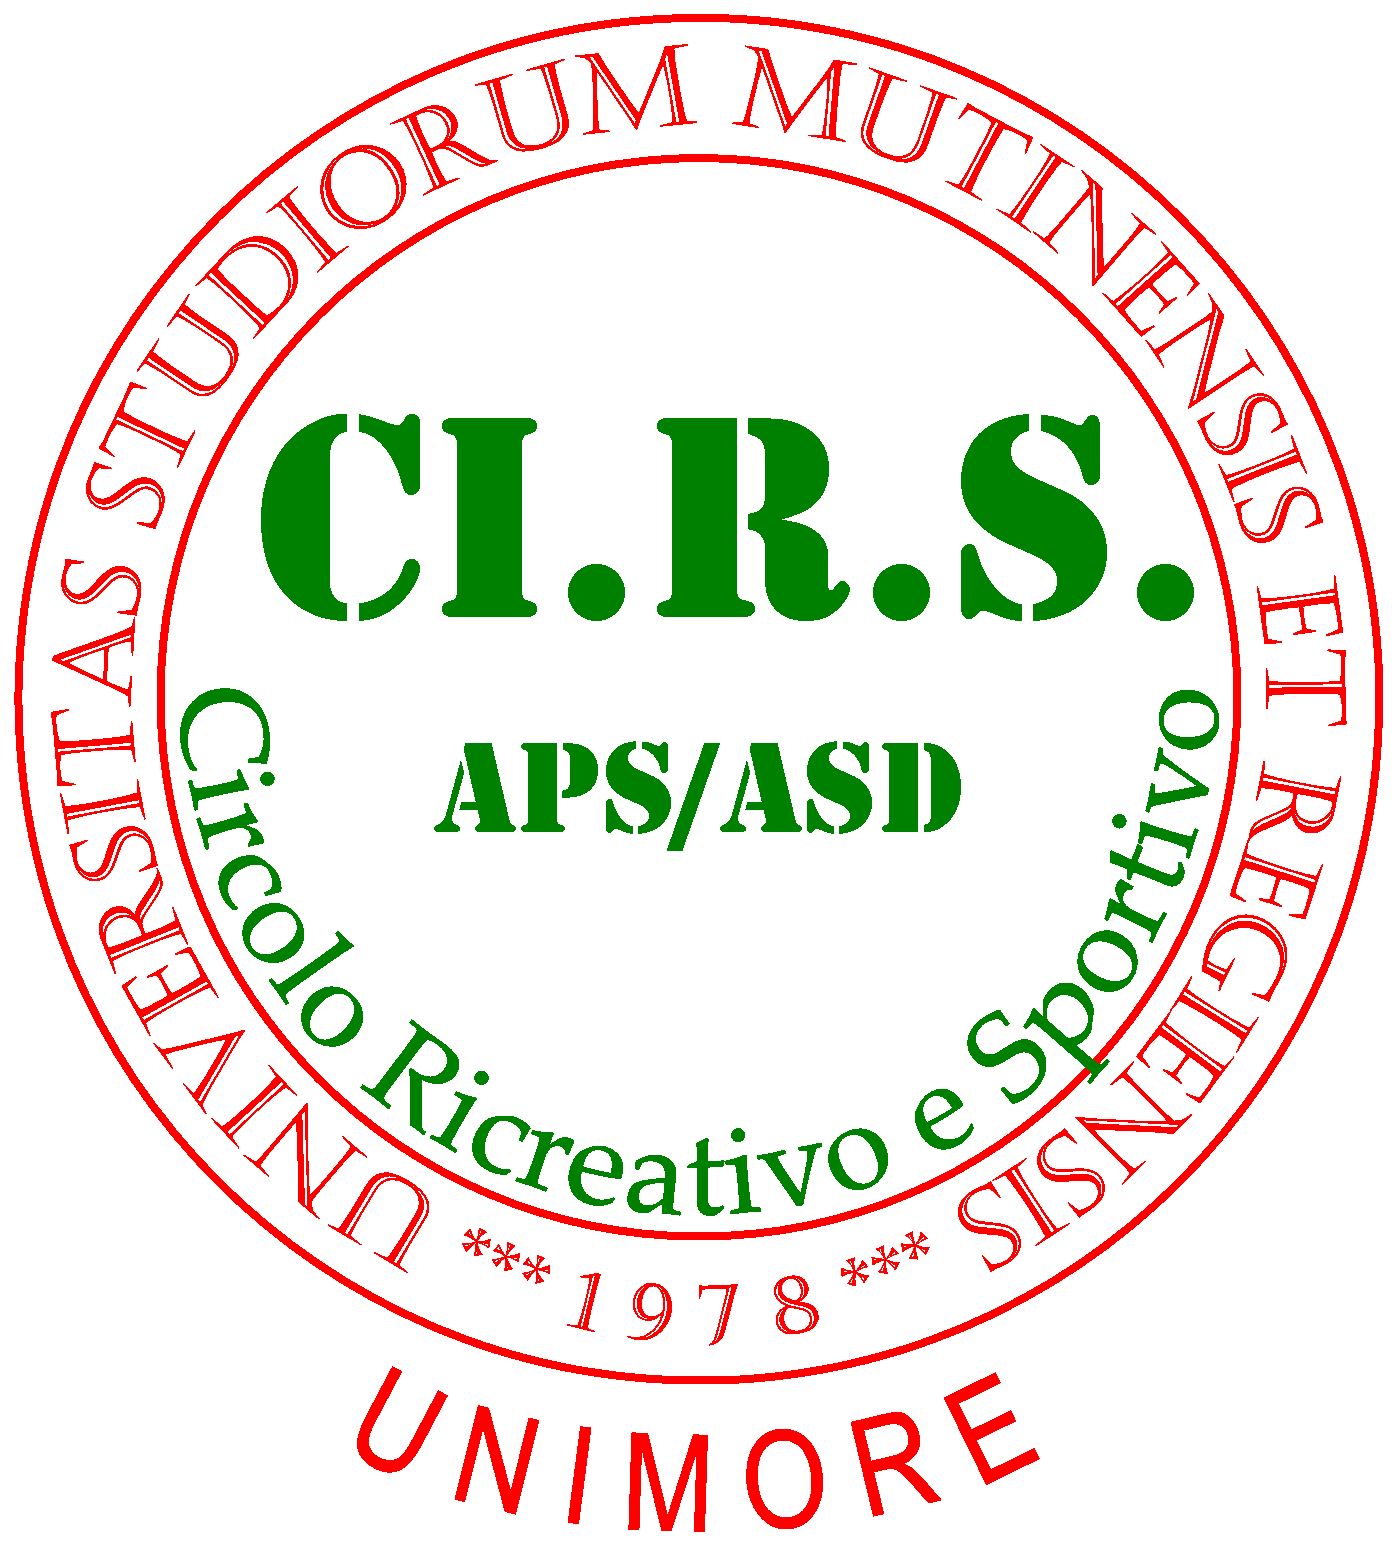 UNIVERSITAS STUDIORUM MUTINENSIS ET REGIENSIS
CI.R.S.
APS/ASD
Circolo Ricreativo e Sportivo
***1978***
UNIMORE